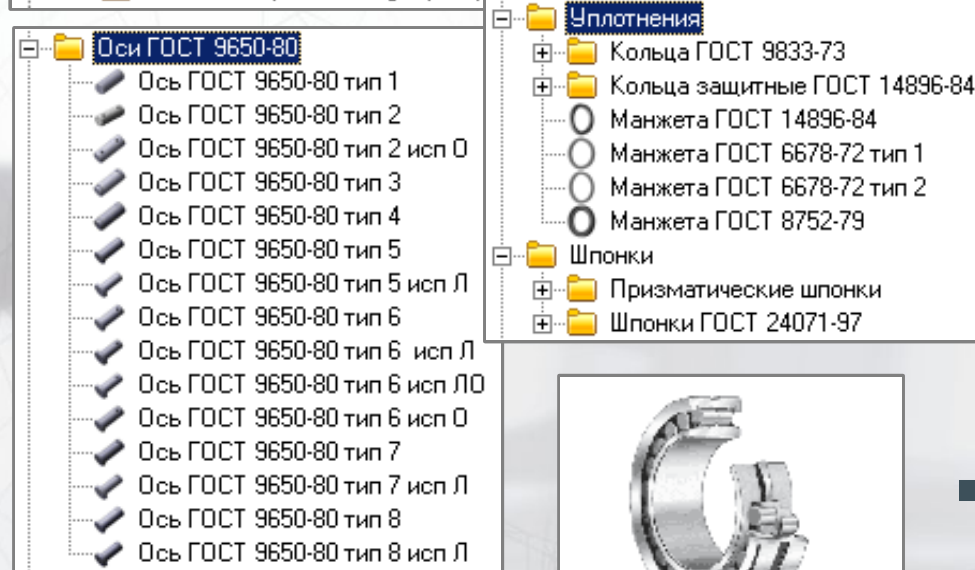 Оси ГОСТ 9650-80
Ось ГОСТ 9650-80 тип 1
Ось ГОСТ 9650-80 тип 2
Ось ГОСТ 9650-80 тип 2 исп О
Ось ГОСТ 9650-80 тип 3
Ось ГОСТ 9650-80 тип 4
Ось ГОСТ 9650-80 тип 5
Ось ГОСТ 9650-80 тип 5 исп Л
Ось ГОСТ 9650-80 тип 6
Ось ГОСТ 9650-80 тип 6 исп Л
Ось ГОСТ 9650-80 тип 6 исп ЛО
Ось ГОСТ 9650-80 тип 6 исп О
Ось ГОСТ 9650-80 тип 7
Ось ГОСТ 9650-80 тип 7 исп Л
Ось ГОСТ 9650-80 тип 8
Ось ГОСТ 9650-80 тип 8 исп Л
Уплотнения
Кольца ГОСТ 9833-73
Кольца защитные ГОСТ 14896-84
Манжета ГОСТ 14896-84
Манжета ГОСТ 6678-72 тип 1
Манжета ГОСТ 6678-72 тип 2
Манжета ГОСТ 8752-79
Шпонки
Призматические шпонки
Шпонки ГОСТ 24071-97